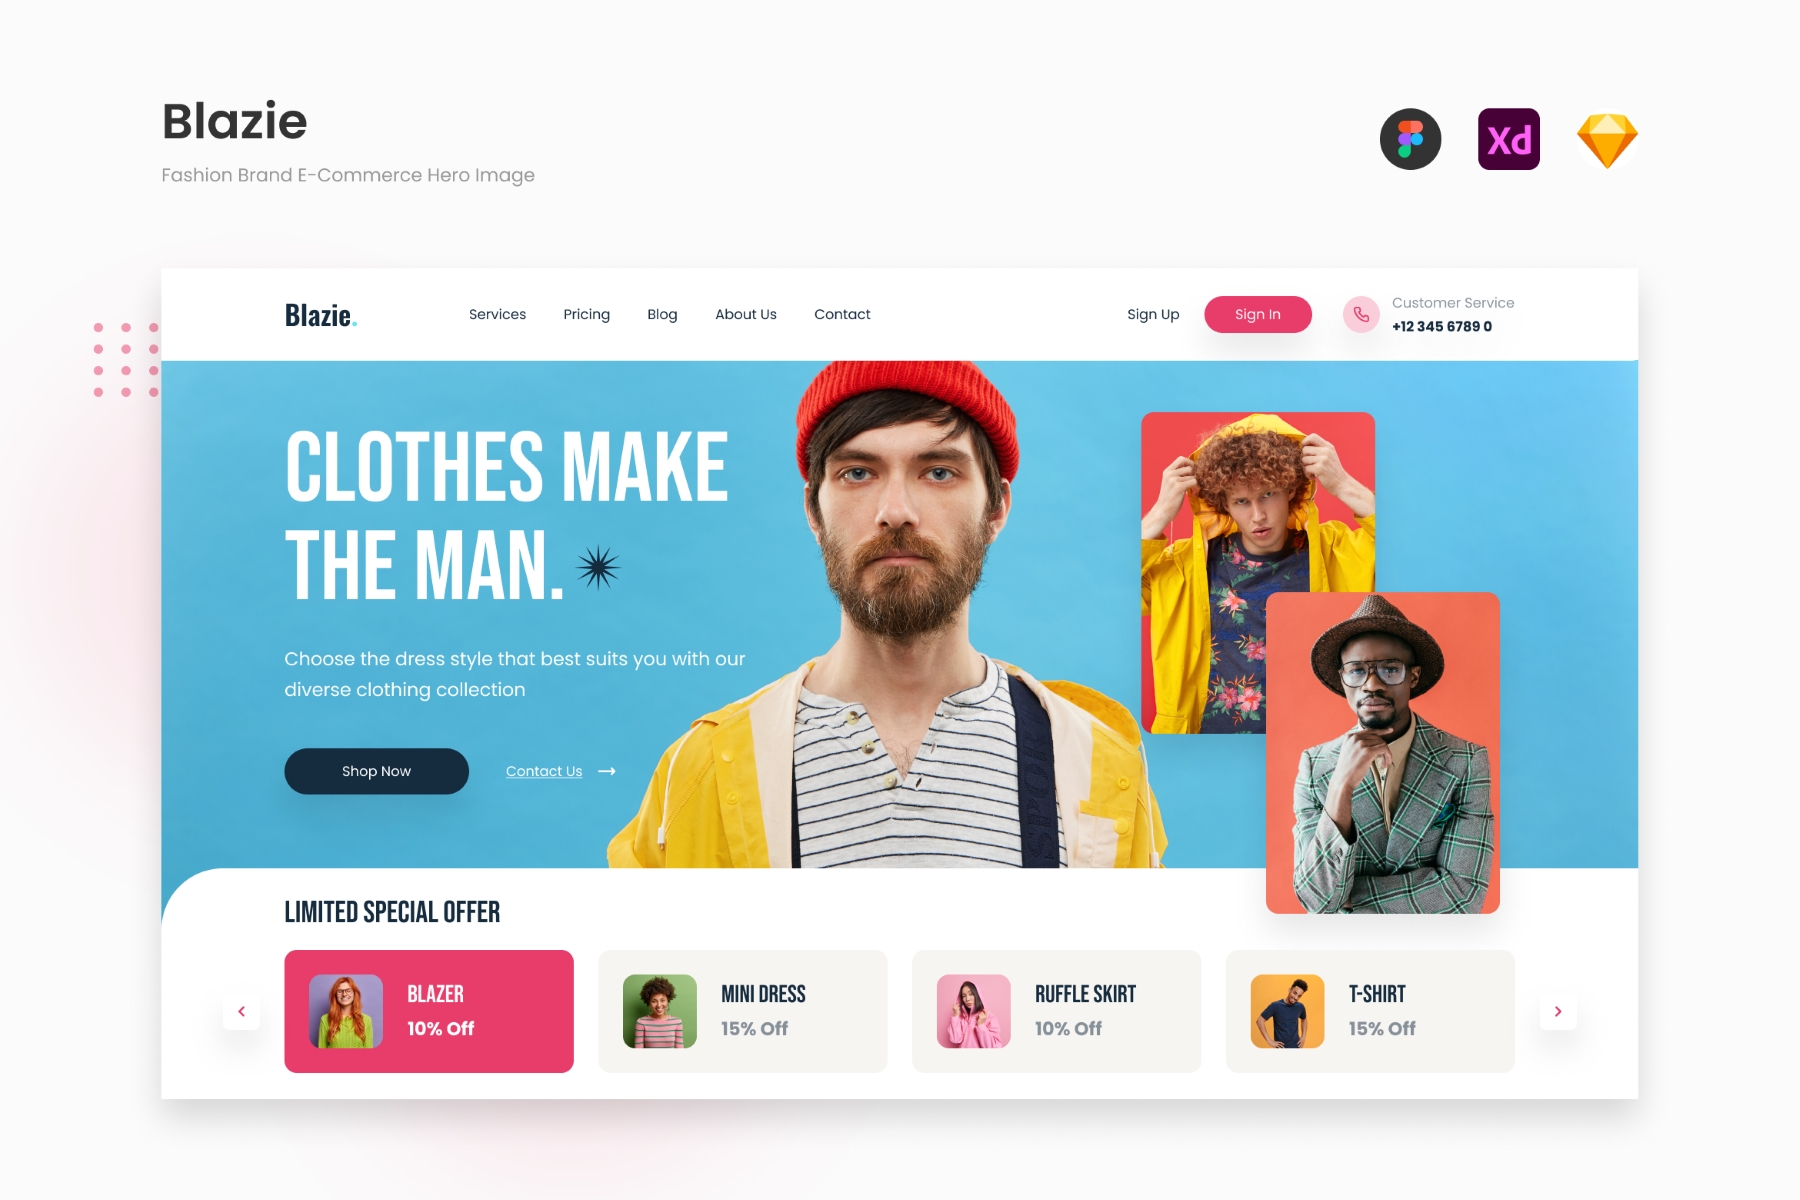 Blazie
Fashion Brand E-Commerce Hero Image
Xd
Blazie.
Services Pricing Blog About Us Contact
Sign Up Sign In
Customer Service
+12 345 6789 0
CLOTHES MAKE
THE MAN.
Choose the dress style that best suits you with our
diverse clothing collection
Shop Now
Contact Us
SPOR
LIMITED SPECIAL OFFER
BLAZER
10% Off
MINI DRESS
15% Off
RUFFLE SKIRT
10% Off
T-SHIRT
15% Off